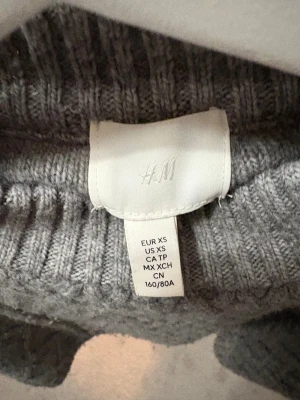 H&M
EUR XS
US XS
CA TP
MX XCH
CN
160/80A